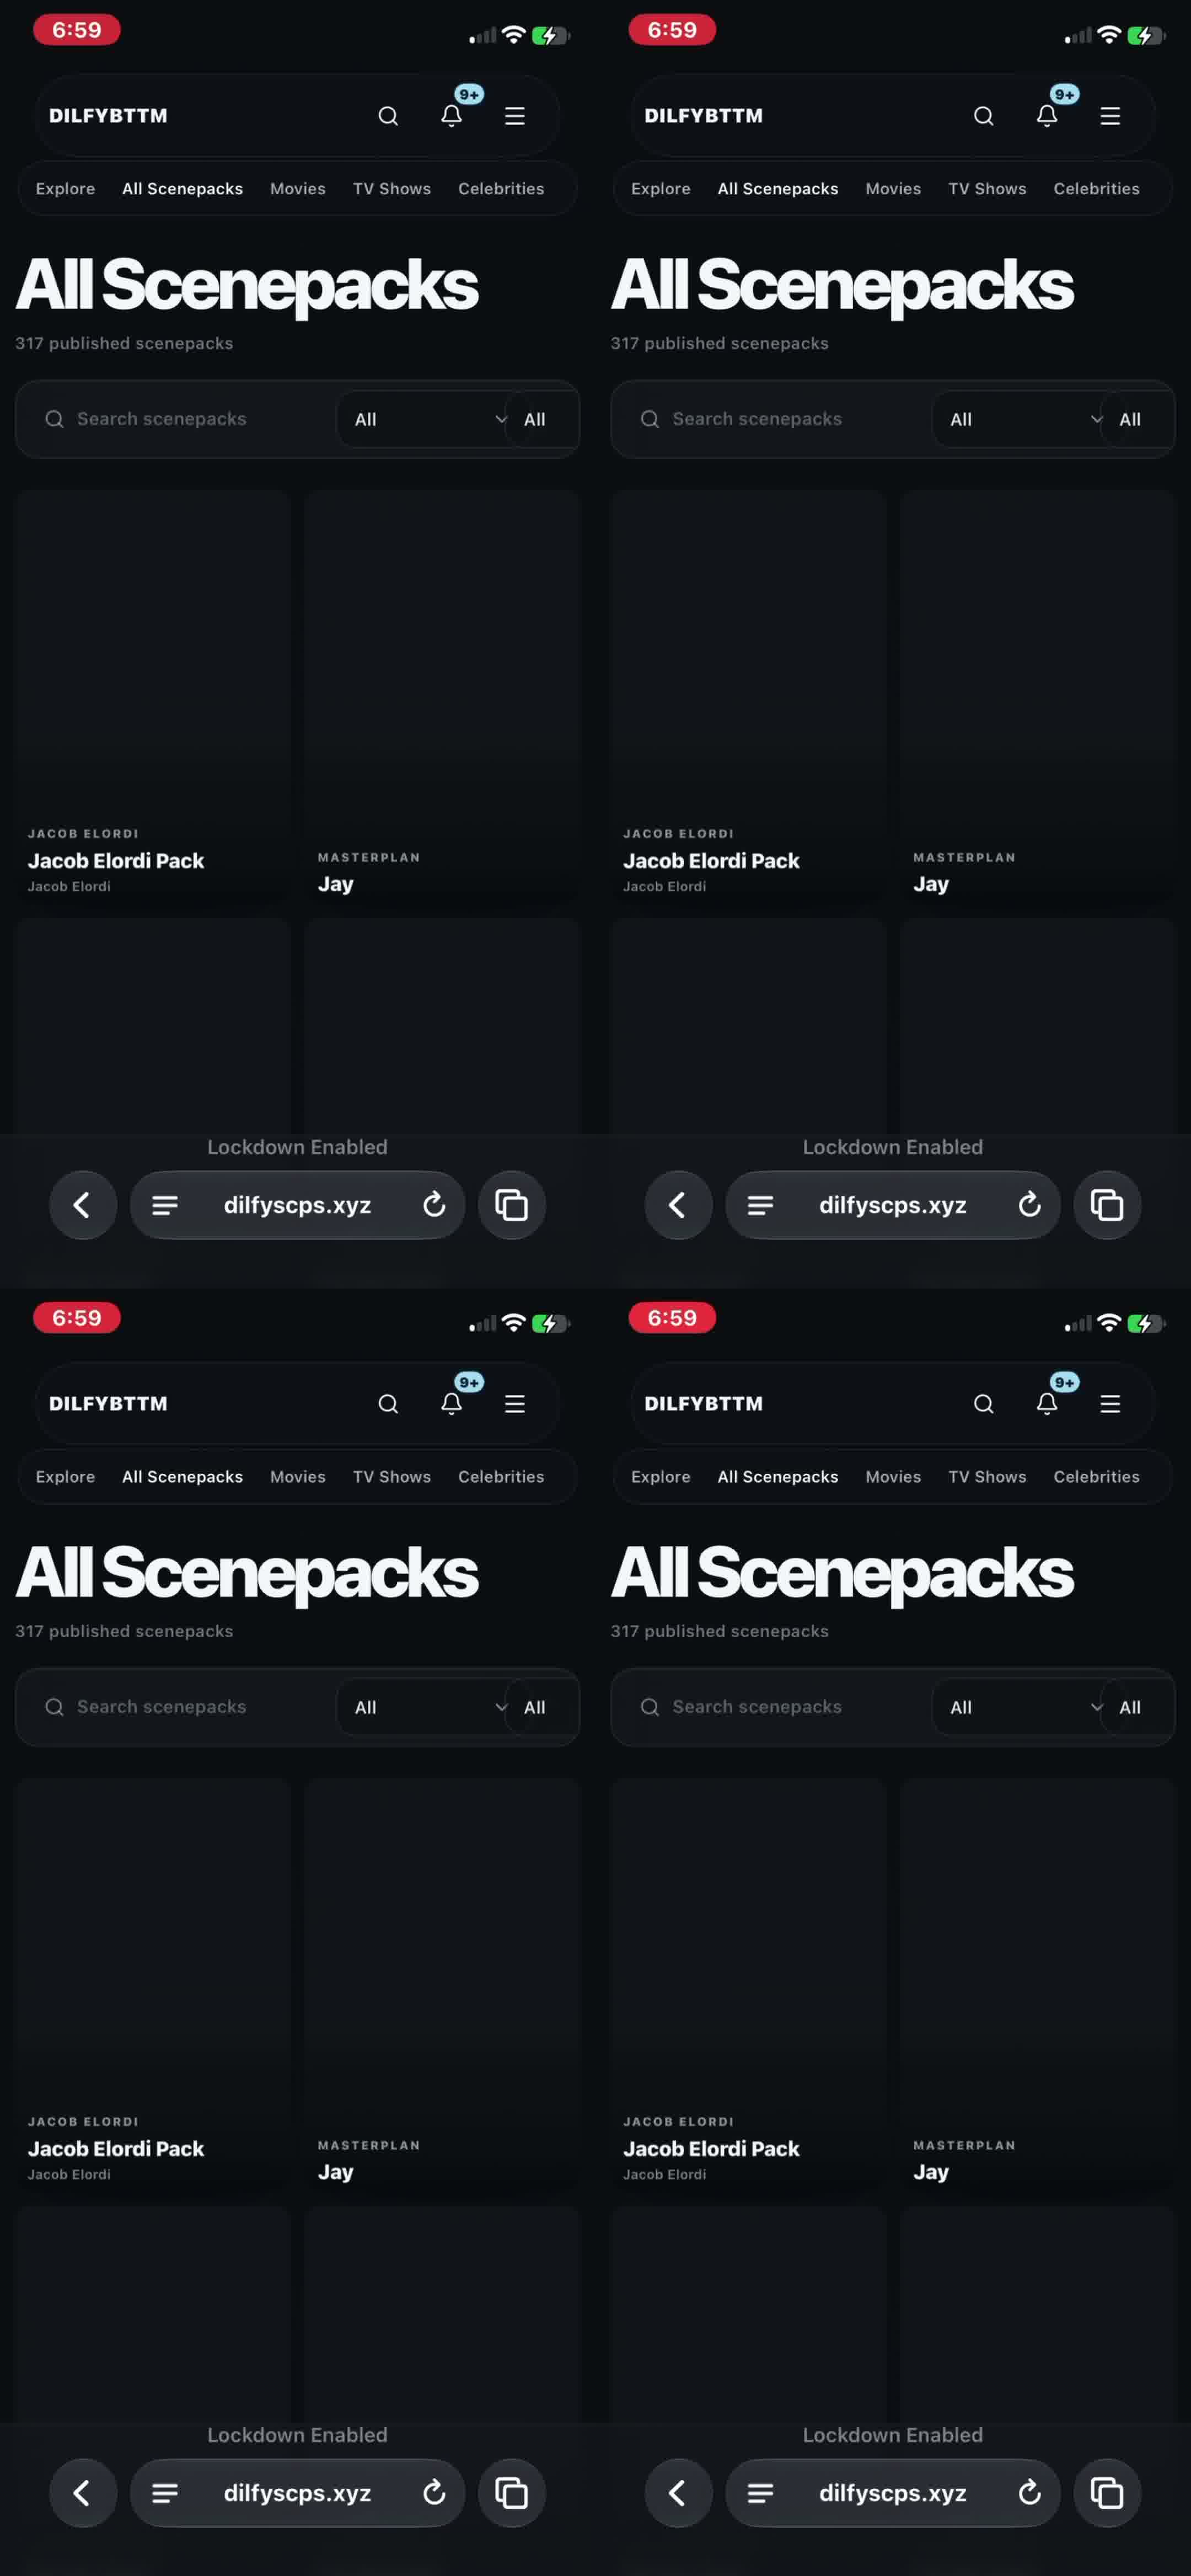 6:59
9+
DILFYBTTM
Explore All Scenepacks Movies TV Shows Celebrities
All Scenepacks
317 published scenepacks
Search scenepacks All All
JACOB ELORDI
Jacob Elordi Pack
Jacob Elordi
MASTERPLAN
Jay
Lockdown Enabled
dilfyscps.xyz
6:59
9+
DILFYBTTM
Explore All Scenepacks Movies TV Shows Celebrities
All Scenepacks
317 published scenepacks
Search scenepacks All All
JACOB ELORDI
Jacob Elordi Pack
Jacob Elordi
MASTERPLAN
Jay
Lockdown Enabled
dilfyscps.xyz
6:59
9+
DILFYBTTM
Explore All Scenepacks Movies TV Shows Celebrities
All Scenepacks
317 published scenepacks
Search scenepacks All All
JACOB ELORDI
Jacob Elordi Pack
Jacob Elordi
MASTERPLAN
Jay
Lockdown Enabled
dilfyscps.xyz
6:59
9+
DILFYBTTM
Explore All Scenepacks Movies TV Shows Celebrities
All Scenepacks
317 published scenepacks
Search scenepacks All All
JACOB ELORDI
Jacob Elordi Pack
Jacob Elordi
MASTERPLAN
Jay
Lockdown Enabled
dilfyscps.xyz